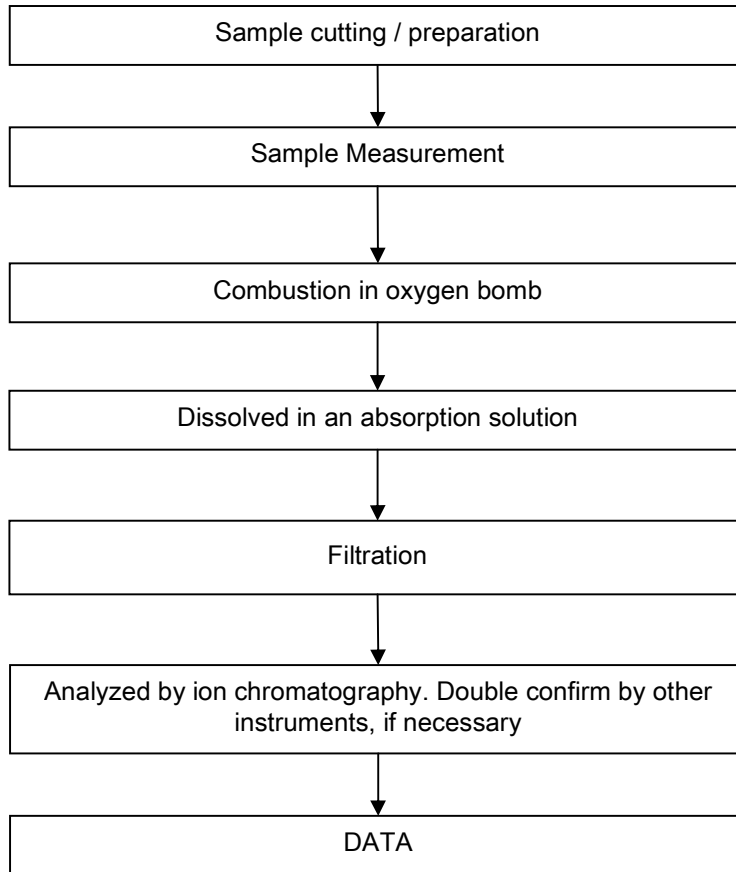 Sample cutting / preparation
Sample Measurement
Combustion in oxygen bomb
Dissolved in an absorption solution
Filtration
Analyzed by ion chromatography. Double confirm by other
instruments, if necessary
DATA